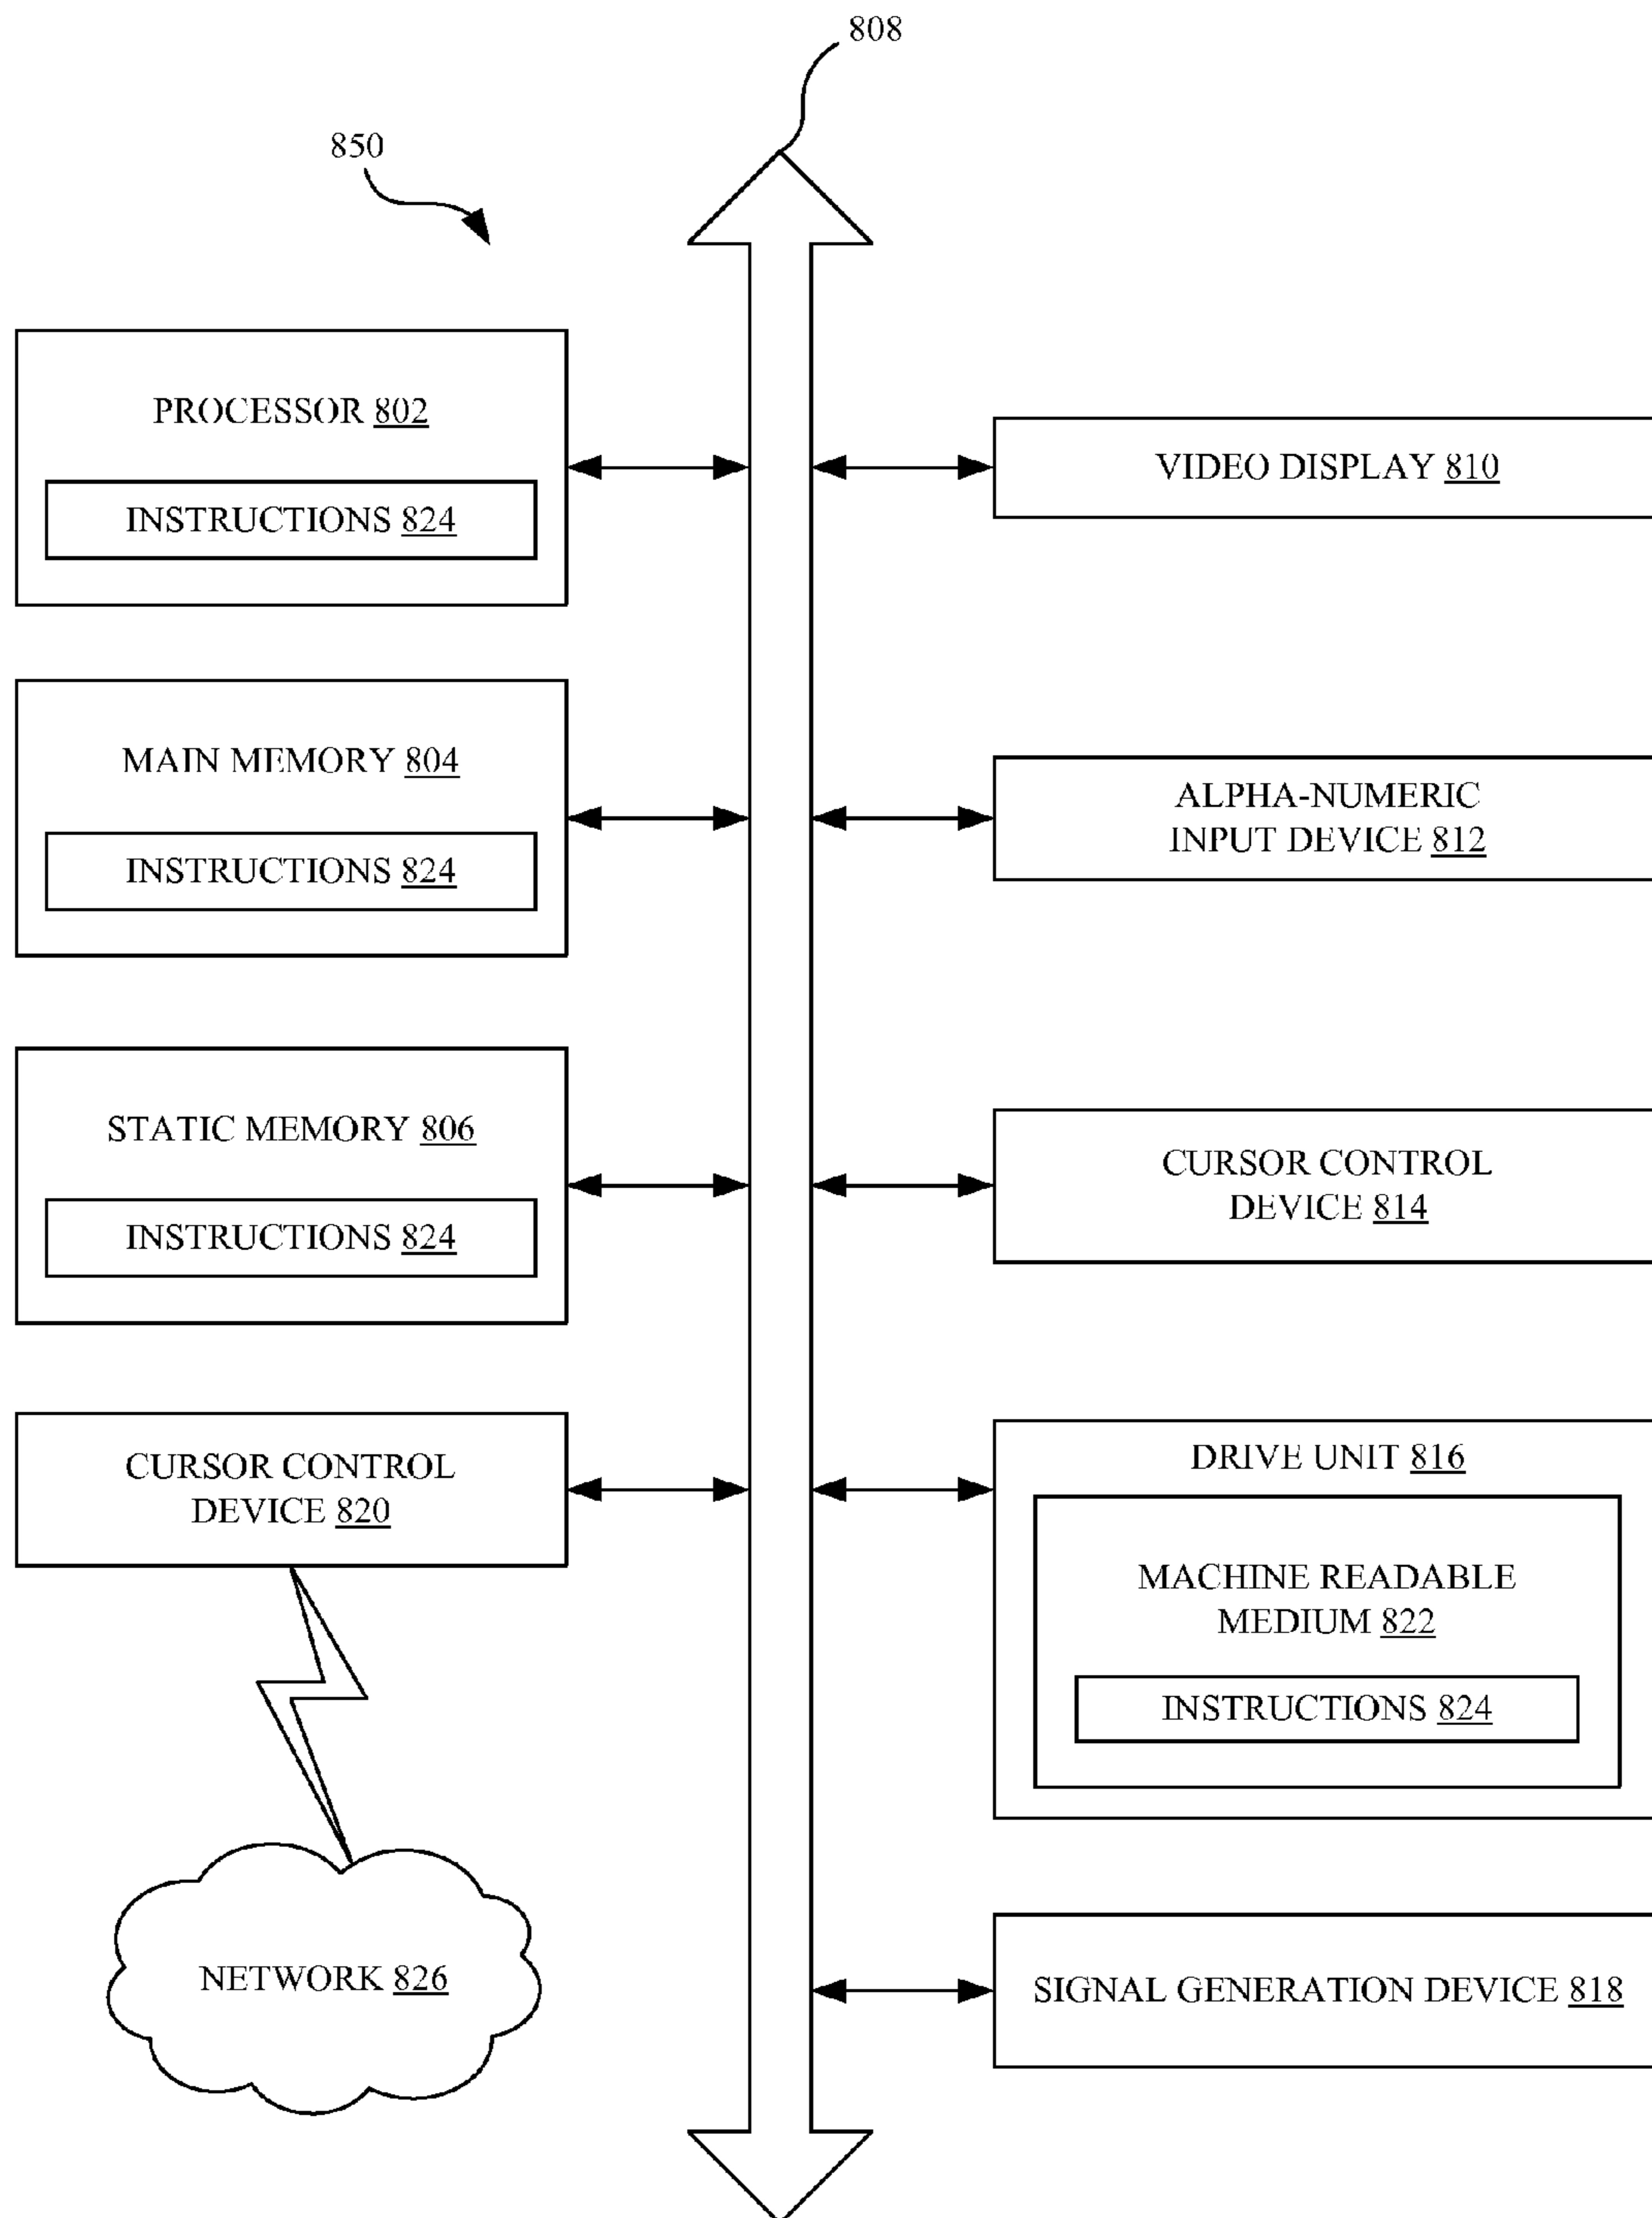 808
850
PROCESSOR 802
INSTRUCTIONS 824
VIDEO DISPLAY 810
MAIN MEMORY 804
INSTRUCTIONS 824
ALPHA-NUMERIC
INPUT DEVICE 812
STATIC MEMORY 806
INSTRUCTIONS 824
CURSOR CONTROL
DEVICE 814
CURSOR CONTROL
DEVICE 820
DRIVE UNIT 816
MACHINE READABLE
MEDIUM 822
INSTRUCTIONS 824
NETWORK 826
SIGNAL GENERATION DEVICE 818